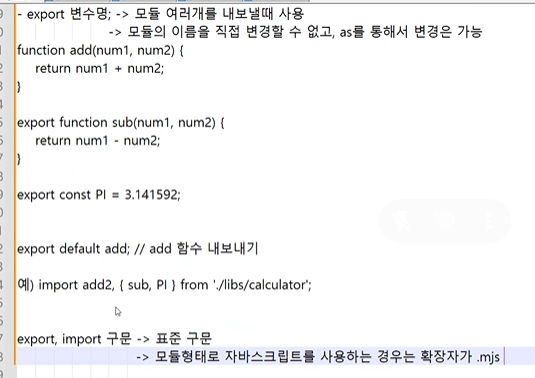 - export 변수명; -> 모듈 여러개를 내보낼때 사용
-> 모듈의 이름을 직접 변경할 수 없고, as를 통해서 변경은 가능
function add(num1, num2) {
return num1 + num2;
}
export function sub(num1, num2) {
return num1 - num2;
}
export const PI = 3.141592;
export default add; // add 함수 내보내기
예) import add2, { sub, PI } from './libs/calculator';
export, import 구문 -> 표준 구문
-> 모듈형태로 자바스크립트를 사용하는 경우는 확장자가 .mjs